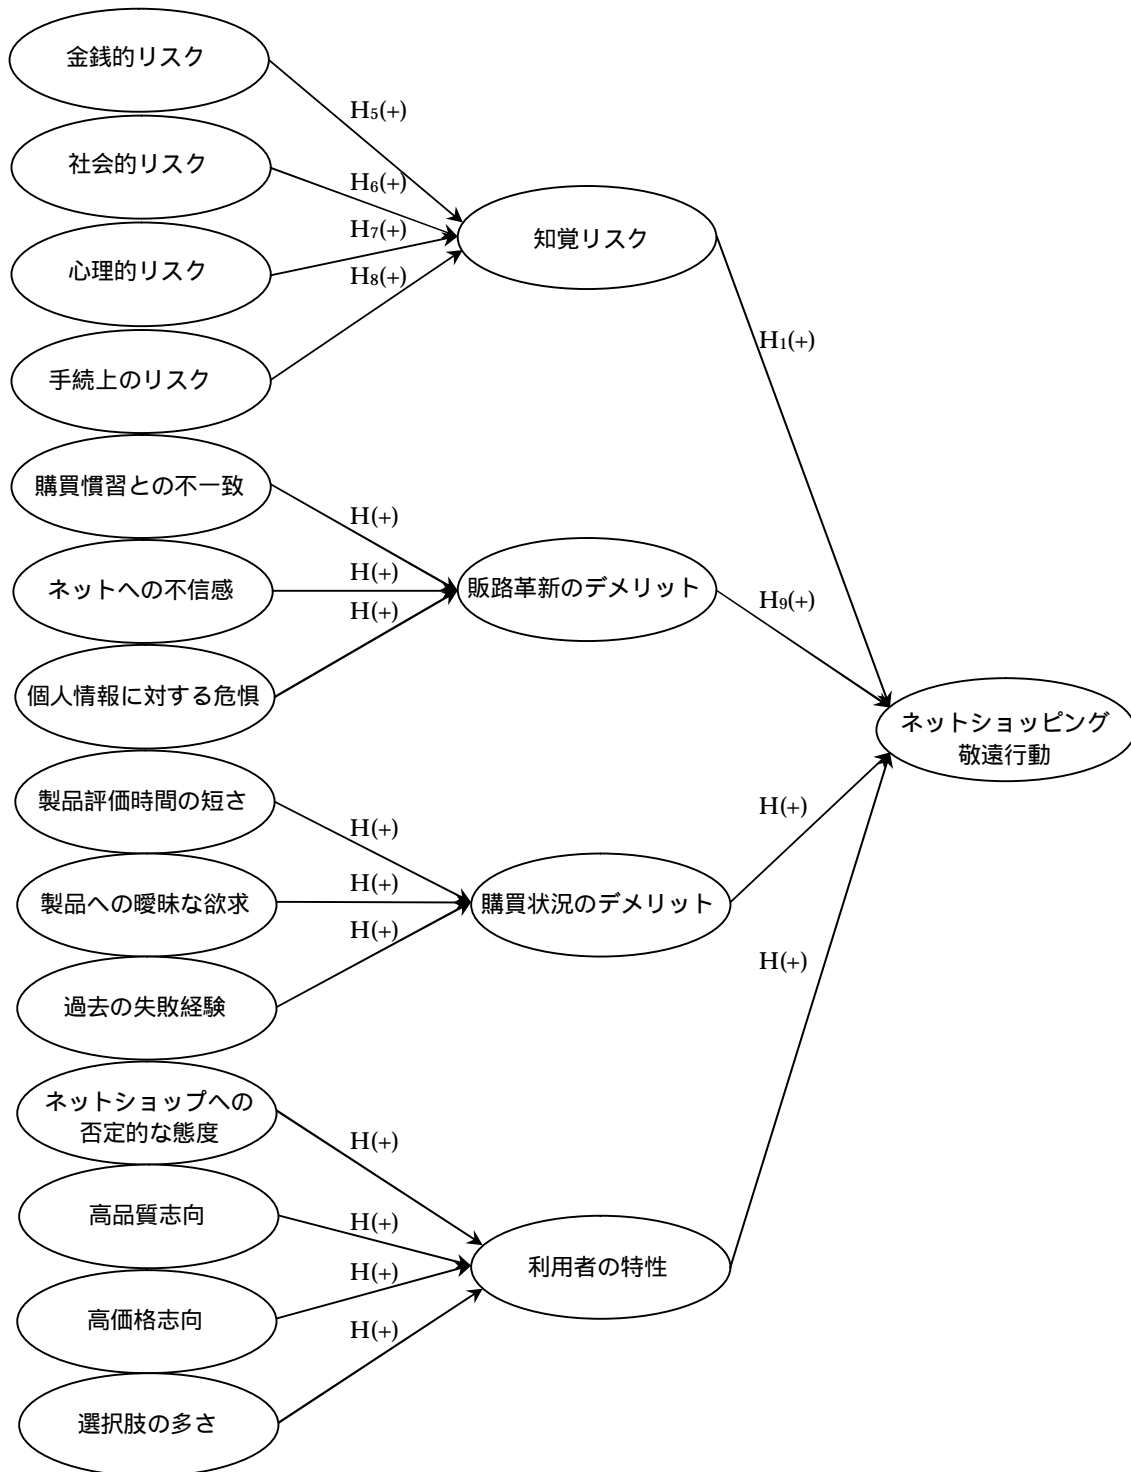 金銭的リスク
H5(+)
社会的リスク
H6(+)
心理的リスク
H7(+)
手続上のリスク
H8(+)
知覚リスク
H1(+)
購買慣習との不一致
H(+)
ネットへの不信感
H(+)
個人情報に対する危惧
H(+)
販路革新のデメリット
H9(+)
ネットショッピング
敬遠行動
製品評価時間の短さ
H(+)
製品への曖昧な欲求
H(+)
過去の失敗経験
H(+)
購買状況のデメリット
H(+)
ネットショップへの
否定的な態度
H(+)
高品質志向
H(+)
高価格志向
H(+)
選択肢の多さ
H(+)
利用者の特性
H(+)